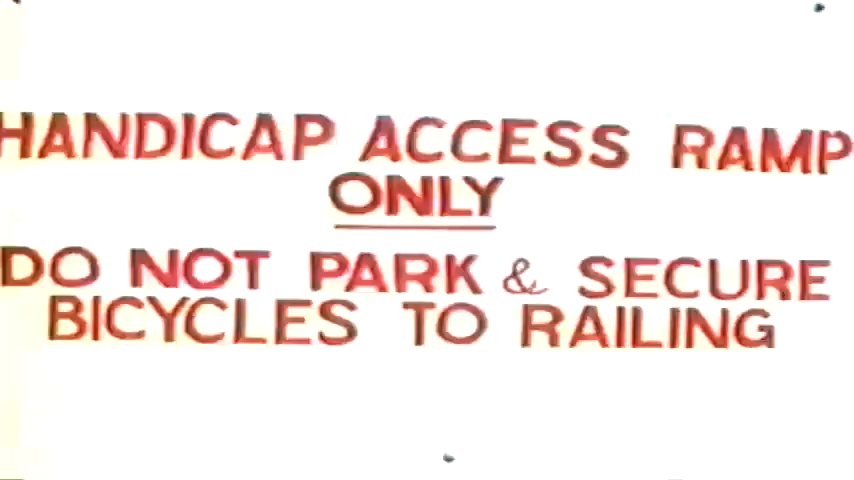 HANDICAP ACCESS RAMP
ONLY
DO NOT PARK & SECURE
BICYCLES TO RAILING